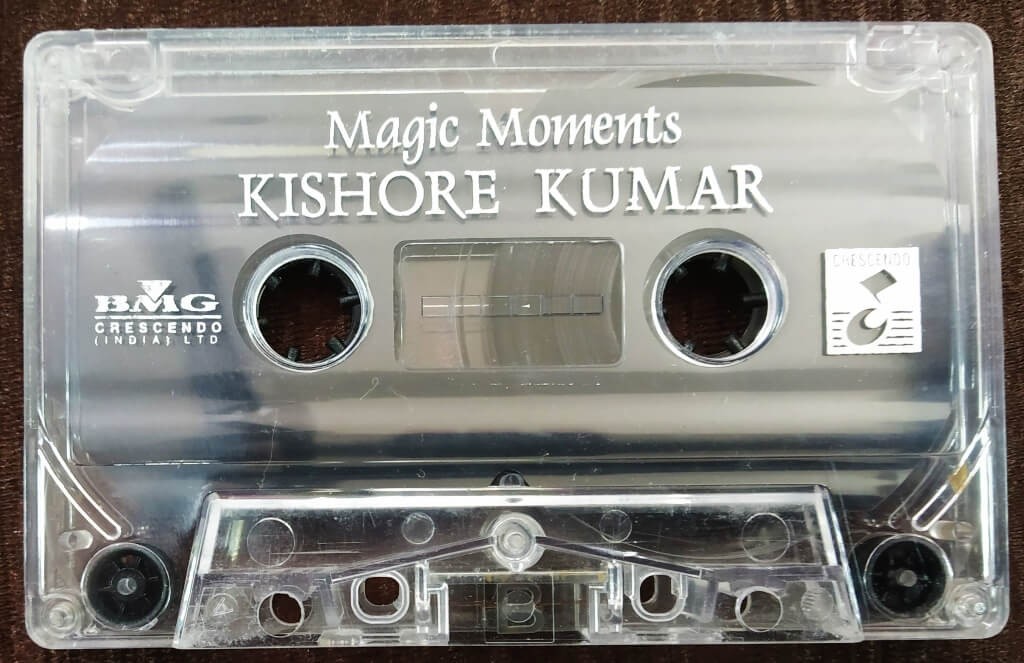 Magic Moments
KISHORE KUMAR
BMG
CRESCENDO
(INDIA) LTD
CRESCENDO
B